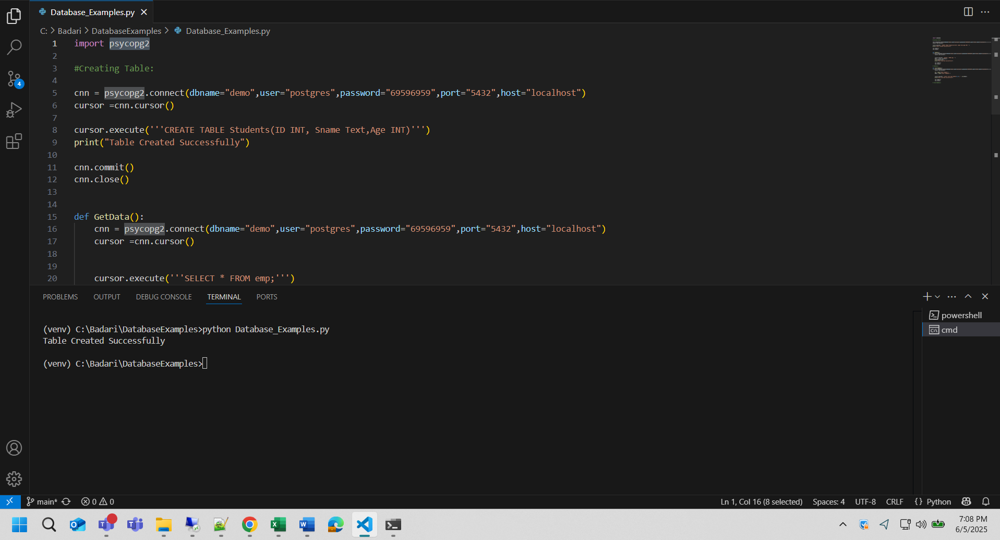 Database_Examples.py
C: > Badari > DatabaseExamples > Database_Examples.py
1 import psycopg2
2
3 #Creating Table:
4
5 cnn = psycopg2.connect(dbname="demo",user="postgres",password="69596959",port="5432",host="localhost")
6 cursor =cnn.cursor()
7
8 cursor.execute('''CREATE TABLE Students(ID INT, Sname Text,Age INT)''')
9 print("Table Created Successfully")
10
11 cnn.commit()
12 cnn.close()
13
14
15 def GetData():
16 cnn = psycopg2.connect(dbname="demo",user="postgres",password="69596959",port="5432",host="localhost")
17 cursor =cnn.cursor()
18
19
20 cursor.execute('''SELECT * FROM emp;''')
4
PROBLEMS OUTPUT DEBUG CONSOLE TERMINAL PORTS
powershell
cmd
(venv) C:\Badari\DatabaseExamples>python Database_Examples.py
Table Created Successfully
(venv) C:\Badari\DatabaseExamples>
main* 0 0 Ln 1, Col 16 (8 selected) Spaces: 4 UTF-8 CRLF {} Python
7:08 PM
6/5/2025